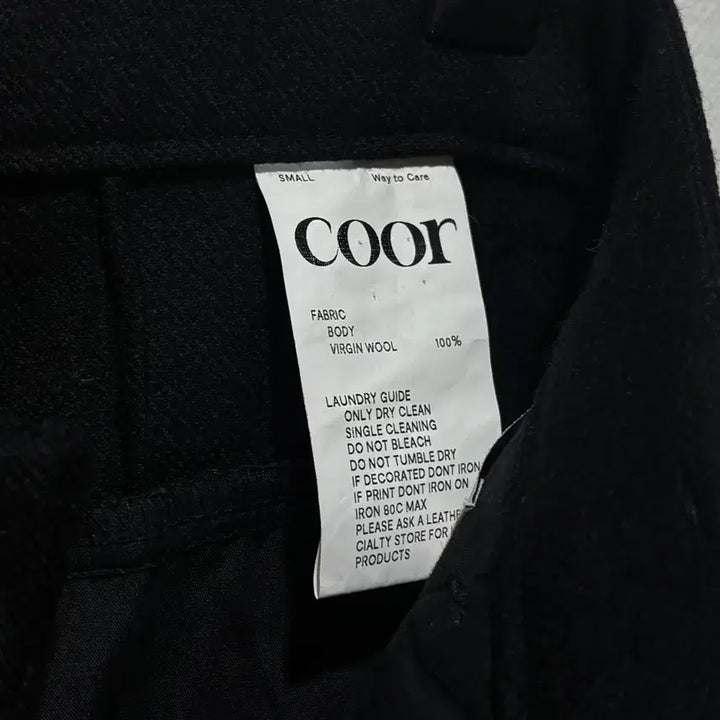 SMALL Way to Care
coor
FABRIC
BODY
VIRGIN WOOL 100%
LAUNDRY GUIDE
ONLY DRY CLEAN
SINGLE CLEANING
DO NOT BLEACH
DO NOT TUMBLE DRY
IF DECORATED DONT IRON
IF PRINT DONT IRON ON
IRON 80C MAX
PLEASE ASK A
CIALTY STORE FOR
PRODUCTS